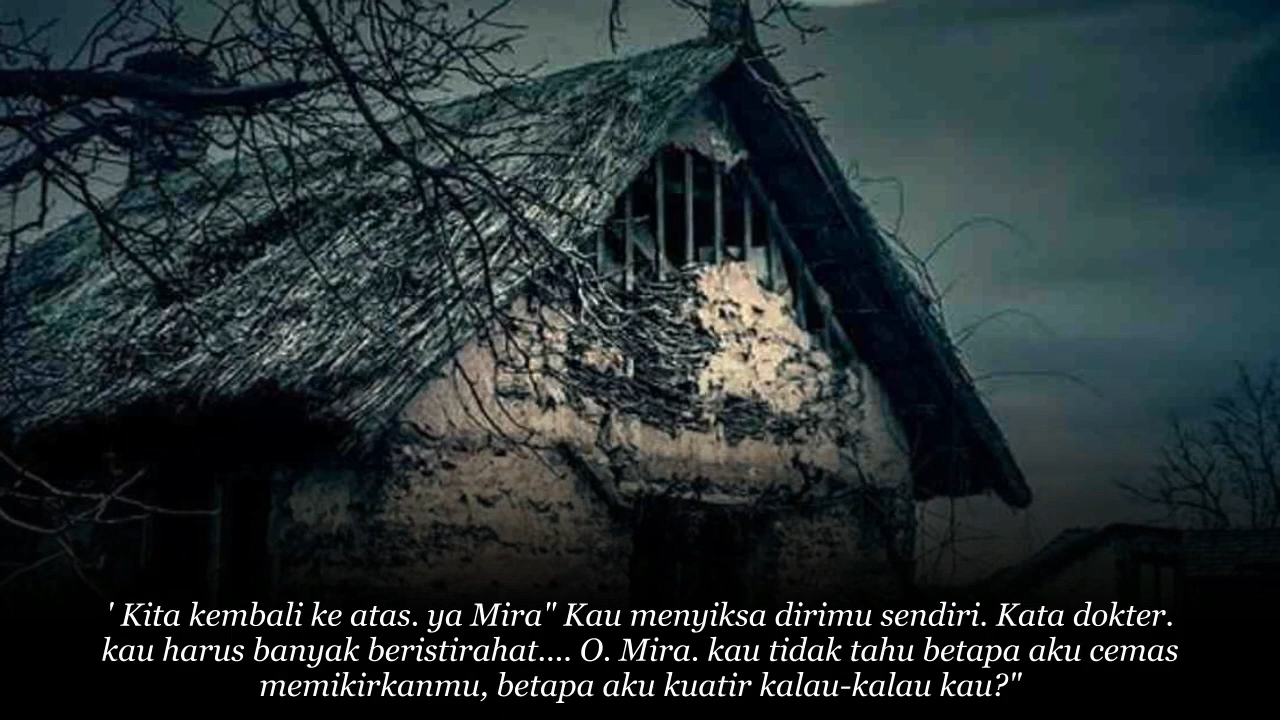 ' Kita kembali ke atas. ya Mira" Kau menyiksa dirimu sendiri. Kata dokter.
kau harus banyak beristirahat.... O. Mira. kau tidak tahu betapa aku cemas
memikirkanmu, betapa aku kuatir kalau-kalau kau?"